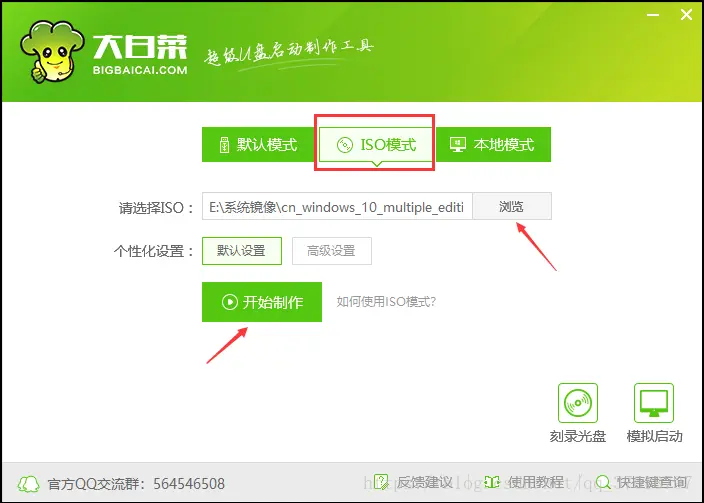 大白菜
BIGBAICAI.COM
超级U盘启动制作工具
默认模式
ISO模式
本地模式
请选择ISO：
E:\系统镜像\cn_windows_10_multiple_editi
浏览
个性化设置：
默认设置
高级设置
开始制作
如何使用ISO模式?
刻录光盘
模拟启动
官方QQ交流群：564546508
反馈建议
使用教程
快捷键查询